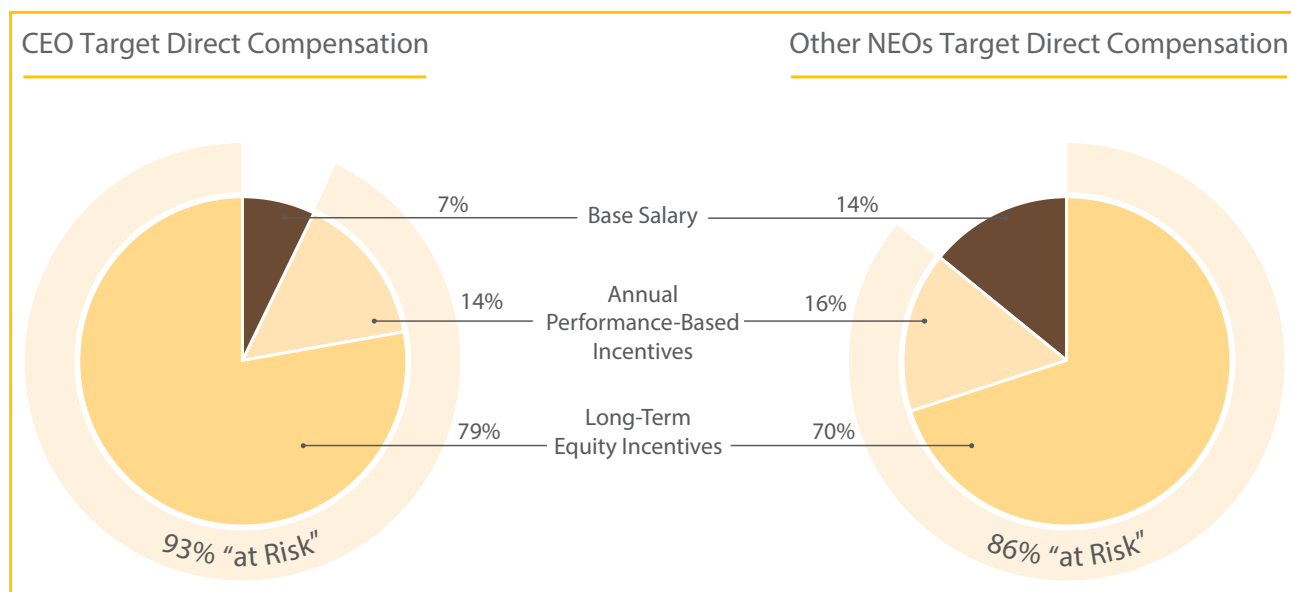 CEO Target Direct Compensation
Other NEOs Target Direct Compensation
7%
Base Salary
14%
14%
Annual
Performance-Based
Incentives
16%
79%
Long-Term
Equity Incentives
70%
93% “at Risk”
86% “at Risk”